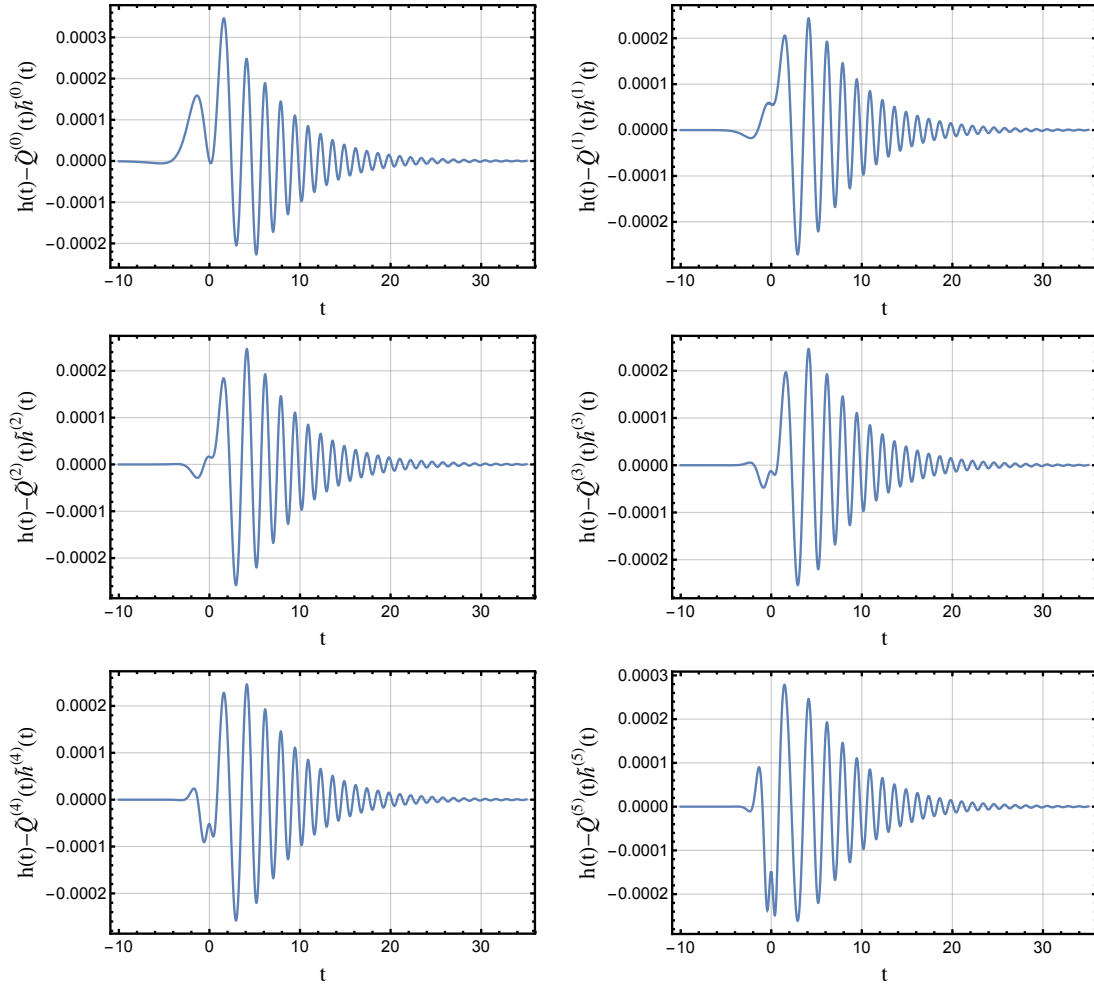 h(t)−Q̃⁽⁰⁾(t)h̃⁽⁰⁾(t)
0.0003
0.0002
0.0001
0.0000
−0.0001
−0.0002
−10 0 10 20 30
t
h(t)−Q̃⁽¹⁾(t)h̃⁽¹⁾(t)
0.0002
0.0001
0.0000
−0.0001
−0.0002
−10 0 10 20 30
t
h(t)−Q̃⁽²⁾(t)h̃⁽²⁾(t)
0.0002
0.0001
0.0000
−0.0001
−0.0002
−10 0 10 20 30
t
h(t)−Q̃⁽³⁾(t)h̃⁽³⁾(t)
0.0002
0.0001
0.0000
−0.0001
−0.0002
−10 0 10 20 30
t
h(t)−Q̃⁽⁴⁾(t)h̃⁽⁴⁾(t)
0.0002
0.0001
0.0000
−0.0001
−0.0002
−10 0 10 20 30
t
h(t)−Q̃⁽⁵⁾(t)h̃⁽⁵⁾(t)
0.0003
0.0002
0.0001
0.0000
−0.0001
−0.0002
−10 0 10 20 30
t